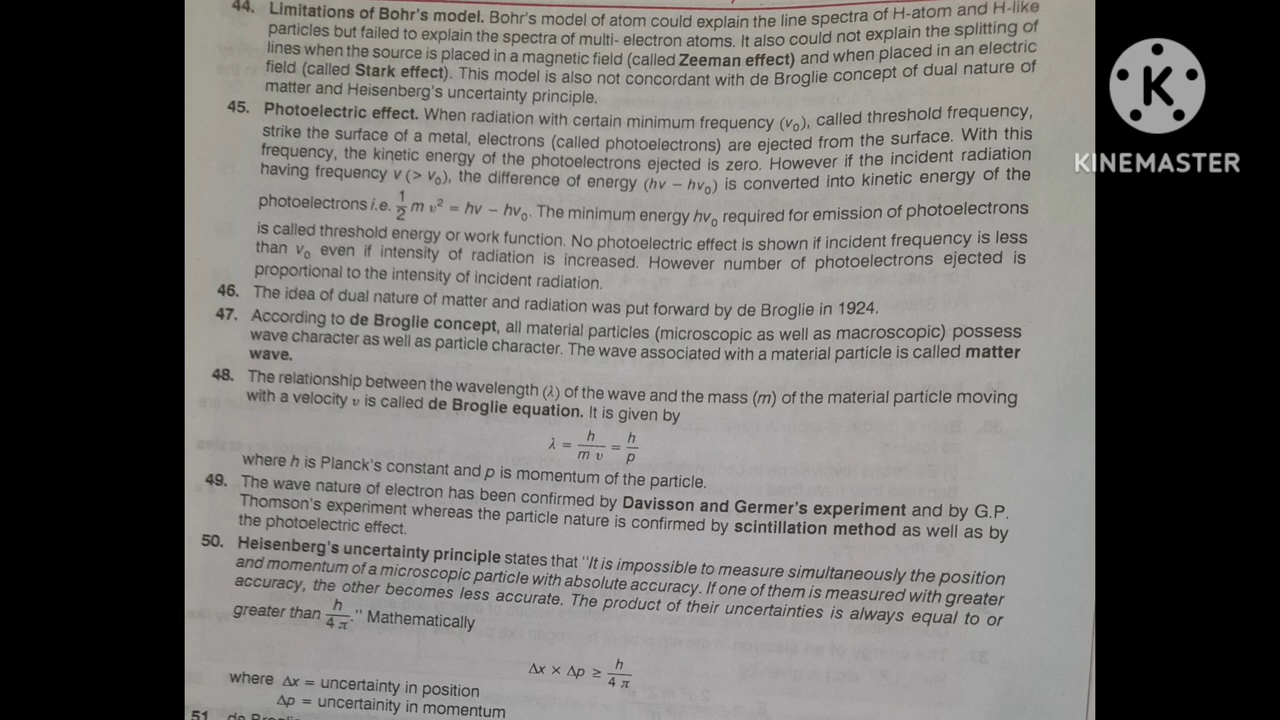 44. Limitations of Bohr's model. Bohr's model of atom could explain the line spectra of H-atom and H-like
particles but failed to explain the spectra of multi- electron atoms. It also could not explain the splitting of
lines when the source is placed in a magnetic field (called Zeeman effect) and when placed in an electric
field (called Stark effect). This model is also not concordant with de Broglie concept of dual nature of
matter and Heisenberg's uncertainty principle.
45. Photoelectric effect. When radiation with certain minimum frequency (ν₀), called threshold frequency,
strike the surface of a metal, electrons (called photoelectrons) are ejected from the surface. With this
frequency, the kinetic energy of the photoelectrons ejected is zero. However if the incident radiation
having frequency ν (> ν₀), the difference of energy (hν – hν₀) is converted into kinetic energy of the
photoelectrons i.e. 1/2 m υ² = hν – hν₀. The minimum energy hν₀ required for emission of photoelectrons
is called threshold energy or work function. No photoelectric effect is shown if incident frequency is less
than ν₀ even if intensity of radiation is increased. However number of photoelectrons ejected is
proportional to the intensity of incident radiation.
46. The idea of dual nature of matter and radiation was put forward by de Broglie in 1924.
47. According to de Broglie concept, all material particles (microscopic as well as macroscopic) possess
wave character as well as particle character. The wave associated with a material particle is called matter
wave.
48. The relationship between the wavelength (λ) of the wave and the mass (m) of the material particle moving
with a velocity υ is called de Broglie equation. It is given by
λ = h/m υ = h/p
where h is Planck's constant and p is momentum of the particle.
49. The wave nature of electron has been confirmed by Davisson and Germer's experiment and by G.P.
Thomson's experiment whereas the particle nature is confirmed by scintillation method as well as by
the photoelectric effect.
50. Heisenberg's uncertainty principle states that "It is impossible to measure simultaneously the position
and momentum of a microscopic particle with absolute accuracy. If one of them is measured with greater
accuracy, the other becomes less accurate. The product of their uncertainties is always equal to or
greater than h/4 π." Mathematically
Δx × Δp ≥ h/4 π
where Δx = uncertainty in position
Δp = uncertainity in momentum
51
K
KINEMASTER